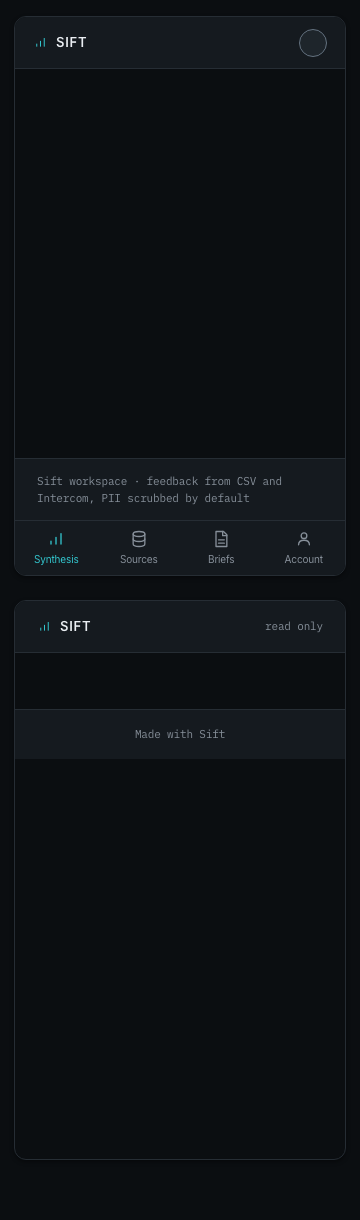 SIFT
Sift workspace · feedback from CSV and
Intercom, PII scrubbed by default
Synthesis
Sources
Briefs
Account
SIFT
read only
Made with Sift